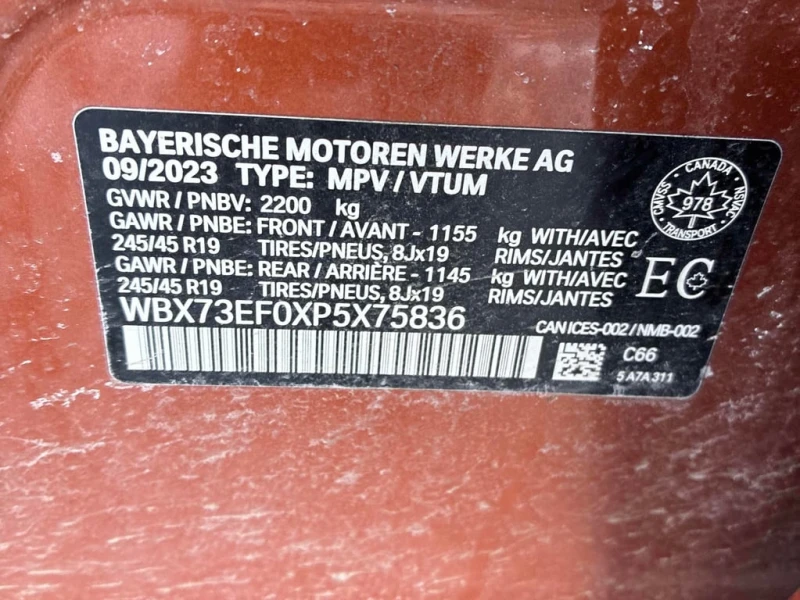 BAYERISCHE MOTOREN WERKE AG
09/2023 TYPE: MPV / VTUM
GVWR / PNBV: 2200 kg
GAWR / PNBE: FRONT / AVANT - 1155 kg WITH/AVEC
245/45 R19 TIRES/PNEUS, 8Jx19 RIMS/JANTES
GAWR / PNBE: REAR / ARRIÈRE - 1145 kg WITH/AVEC
245/45 R19 TIRES/PNEUS, 8Jx19 RIMS/JANTES
WBX73EF0XP5X75836
CANADA
CMVSS
NSVAC
978
TRANSPORT
EC
CAN ICES-002 / NMB-002
C66
5 A7A 311